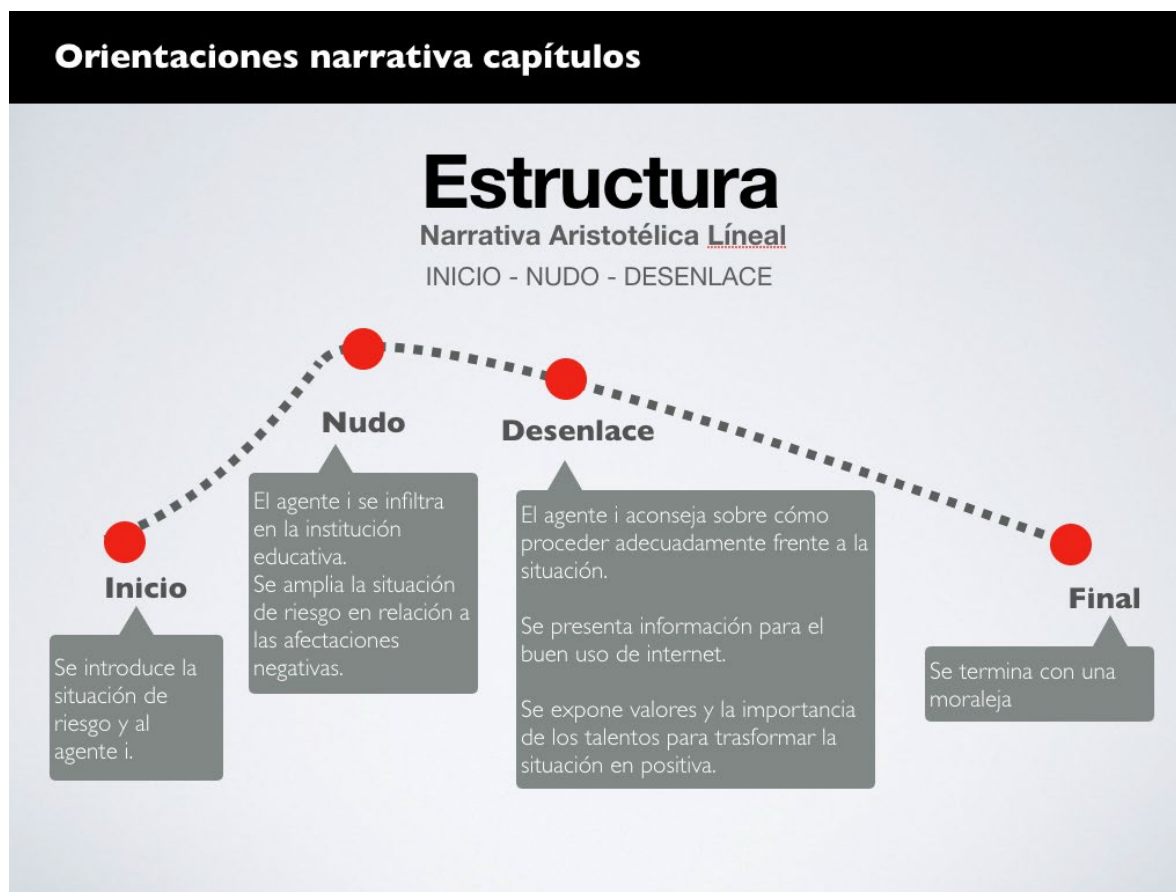 Orientaciones narrativa capítulos
Estructura
Narrativa Aristotélica Líneal
INICIO - NUDO - DESENLACE
Inicio
Se introduce la
situación de
riesgo y al
agente i.
Nudo
El agente i se infiltra
en la institución
educativa.
Se amplia la situación
de riesgo en relación a
las afectaciones
negativas.
Desenlace
El agente i aconseja sobre cómo
proceder adecuadamente frente a la
situación.
Se presenta información para el
buen uso de internet.
Se expone valores y la importancia
de los talentos para trasformar la
situación en positiva.
Final
Se termina con una
moraleja